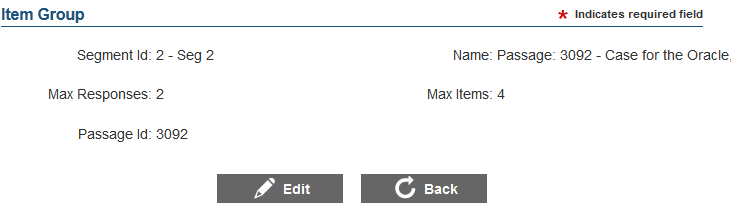 Item Group
* Indicates required field
Segment Id: 2 - Seg 2
Name: Passage: 3092 - Case for the Oracle,
Max Responses: 2
Max Items: 4
Passage Id: 3092
Edit
Back